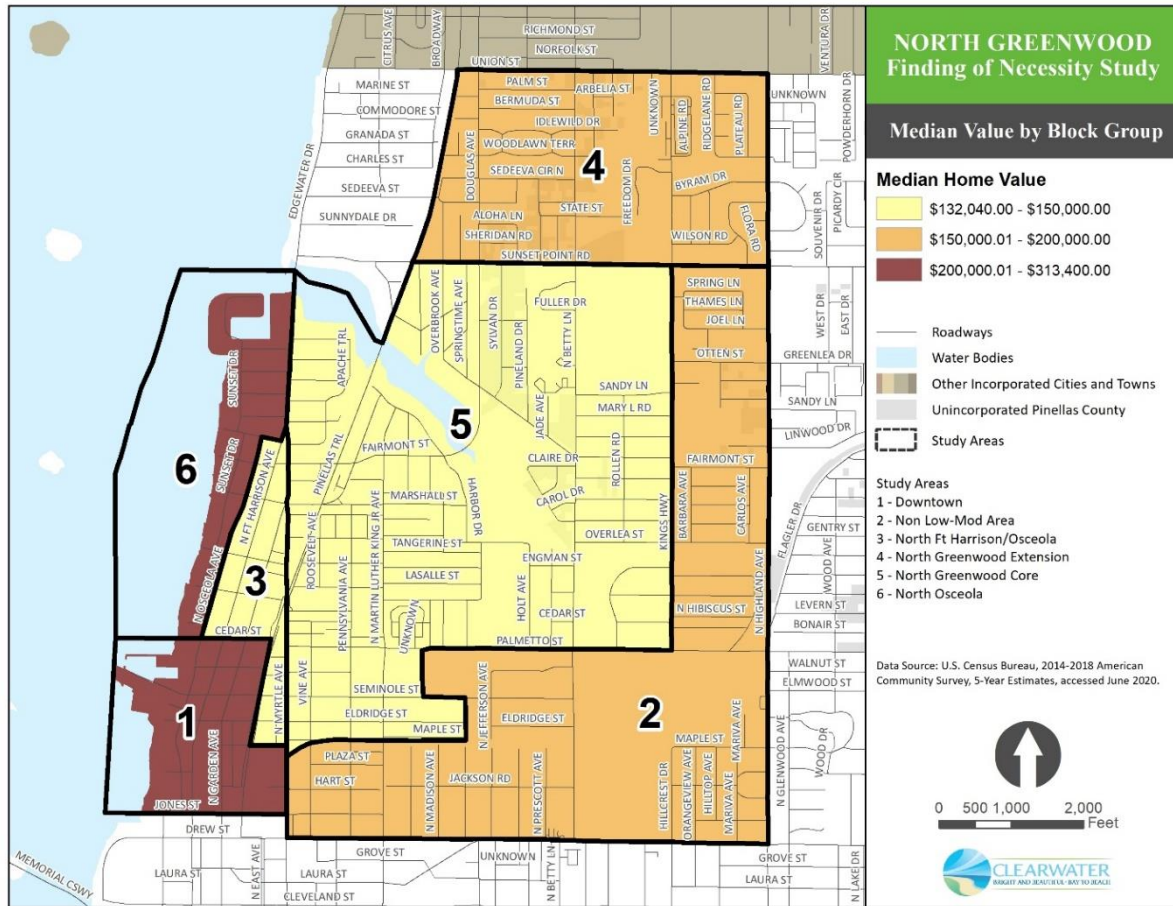 NORTH GREENWOOD
Finding of Necessity Study
Median Value by Block Group
Median Home Value
$132,040.00 - $150,000.00
$150,000.01 - $200,000.00
$200,000.01 - $313,400.00
Roadways
Water Bodies
Other Incorporated Cities and Towns
Unincorporated Pinellas County
Study Areas
Study Areas
1 - Downtown
2 - Non Low-Mod Area
3 - North Ft Harrison/Osceola
4 - North Greenwood Extension
5 - North Greenwood Core
6 - North Osceola
Data Source: U.S. Census Bureau, 2014-2018 American
Community Survey, 5-Year Estimates, accessed June 2020.
0 500 1,000 2,000
Feet
CLEARWATER
BRIGHT AND BEAUTIFUL · BAY TO BEACH
CITRUS AVE
BROADWAY
RICHMOND ST
NORFOLK ST
UNION ST
VENTURA DR
MARINE ST
COMMODORE ST
GRANADA ST
CHARLES ST
SEDEEVA ST
SUNNYDALE DR
EDGEWATER DR
PALM ST
ARBELIA ST
BERMUDA ST
IDLEWILD DR
WOODLAWN TERR
SEDEEVA CIR N
DOUGLAS AVE
4
STATE ST
ALOHA LN
SHERIDAN RD
SUNSET POINT RD
FREEDOM DR
UNKNOWN
ALPINE RD
RIDGELANE RD
PLATEAU RD
BYRAM DR
FLORA RD
WILSON RD
UNKNOWN
POWDERHORN DR
SOUVENIR DR
PICARDY CIR
OVERBROOK AVE
SPRINGTIME AVE
SYLVAN DR
PINELAND DR
FULLER DR
N BETTY LN
SPRING LN
THAMES LN
JOEL LN
OTTEN ST
WEST DR
EAST DR
GREENLEA DR
SUNSET DR
APACHE TRL
SANDY LN
MARY L RD
JADE AVE
SANDY LN
LINWOOD DR
5
6
SUNSET DR
N FT HARRISON AVE
PINELLAS TRL
FAIRMONT ST
CLAIRE DR
ROLLEN RD
FAIRMONT ST
MARSHALL ST
HARBOR DR
CAROL DR
KINGS HWY
BARBARA AVE
CARLOS AVE
FLAGLER DR
GENTRY ST
OVERLEA ST
ROOSEVELT AVE
TANGERINE ST
ENGMAN ST
3
LASALLE ST
PENNSYLVANIA AVE
N MARTIN LUTHER KING JR AVE
HOLT AVE
WOOD AVE
N OSCEOLA AVE
UNKNOWN
CEDAR ST
N HIBISCUS ST
N HIGHLAND AVE
LEVERN ST
BONAIR ST
CEDAR ST
PALMETTO ST
WALNUT ST
ELMWOOD ST
N MYRTLE AVE
VINE AVE
SEMINOLE ST
ELDRIDGE ST
MAPLE ST
N JEFFERSON AVE
ELDRIDGE ST
2
MAPLE ST
MARIVA AVE
1
N GARDEN AVE
PLAZA ST
HART ST
N MADISON AVE
JACKSON RD
N PRESCOTT AVE
HILLCREST DR
ORANGEVIEW AVE
HILLTOP AVE
MARIVA AVE
N GLENWOOD AVE
WOOD DR
JONES ST
DREW ST
GROVE ST
UNKNOWN
N BETTY LN
GROVE ST
LAURA ST
N EAST AVE
LAURA ST
LAURA ST
N LAKE DR
CLEVELAND ST
MEMORIAL CSWY